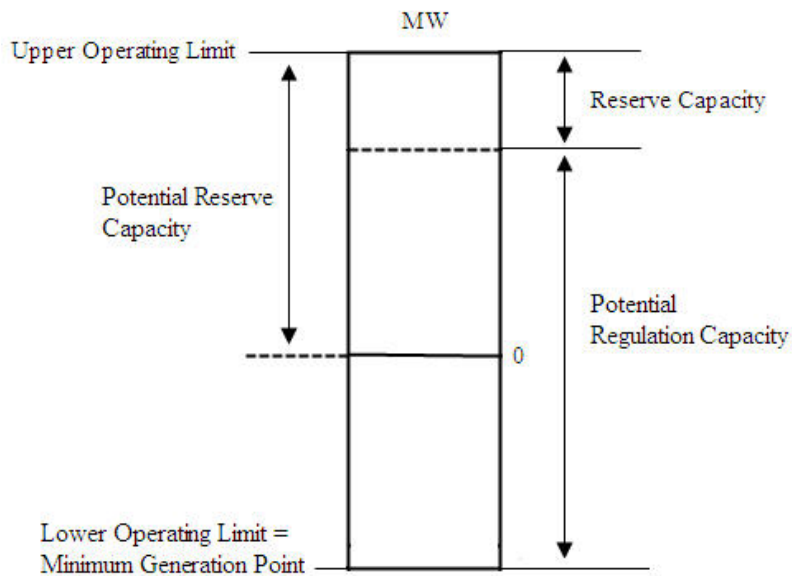 MW
Upper Operating Limit
Reserve Capacity
Potential Reserve
Capacity
Potential
Regulation Capacity
0
Lower Operating Limit =
Minimum Generation Point